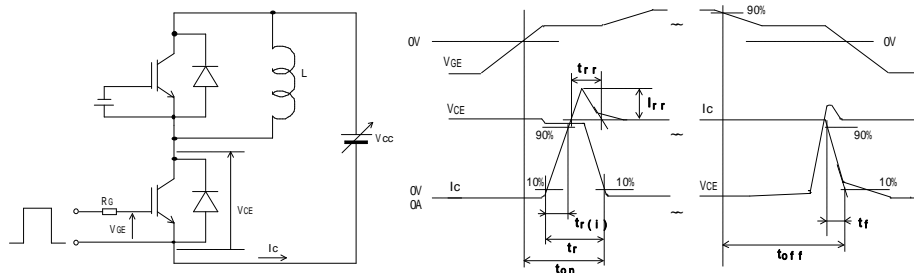 L
Vcc
RG
VGE
VCE
Ic
0V
VGE
VCE
Ic
0V
0A
90%
10%
10%
trr
Irr
tr(i)
tr
ton
~
~
~
90%
0V
Ic
VCE
90%
10%
tf
toff